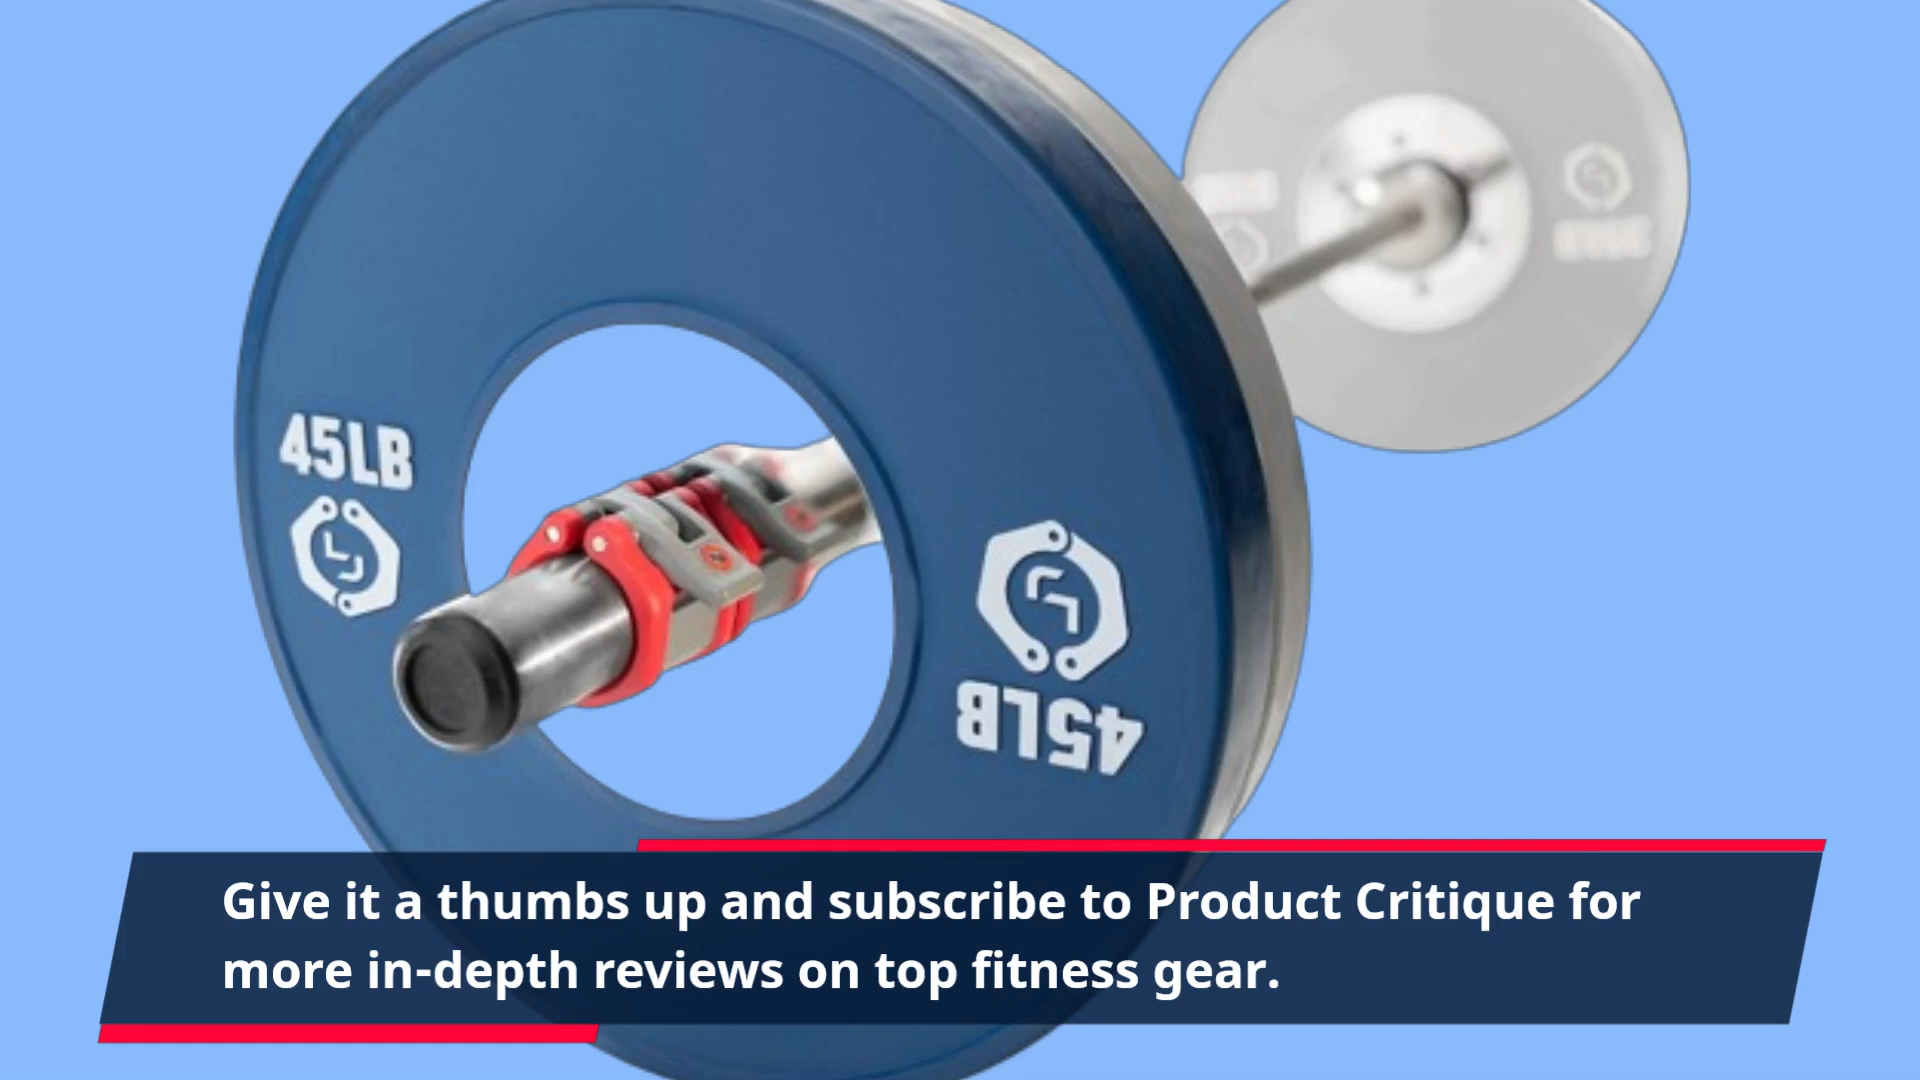 45LB
45LB
Give it a thumbs up and subscribe to Product Critique for
more in-depth reviews on top fitness gear.